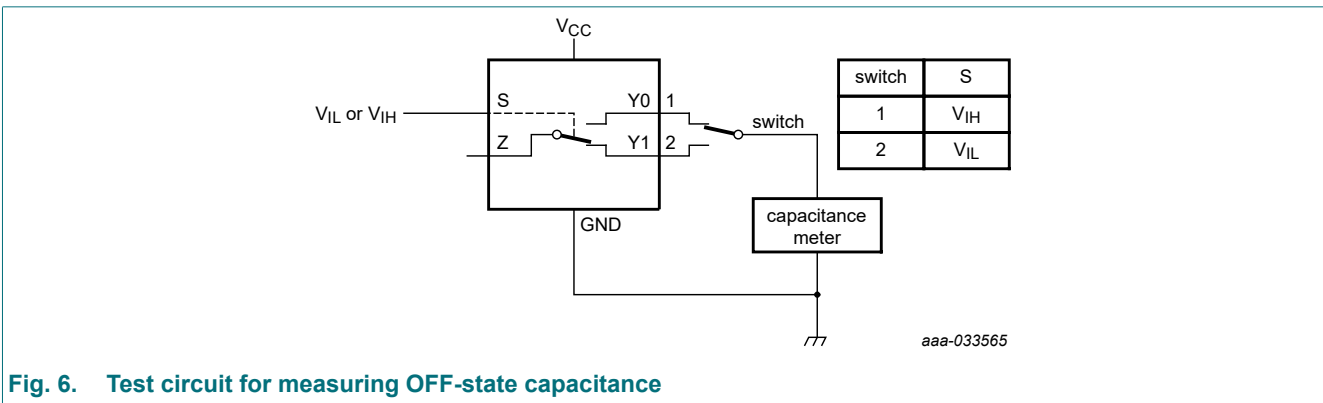 VCC
switch S
S Y0 1
VIL or VIH
1 VIH
switch
Z Y1 2
2 VIL
GND
capacitance
meter
aaa-033565
Fig. 6. Test circuit for measuring OFF-state capacitance